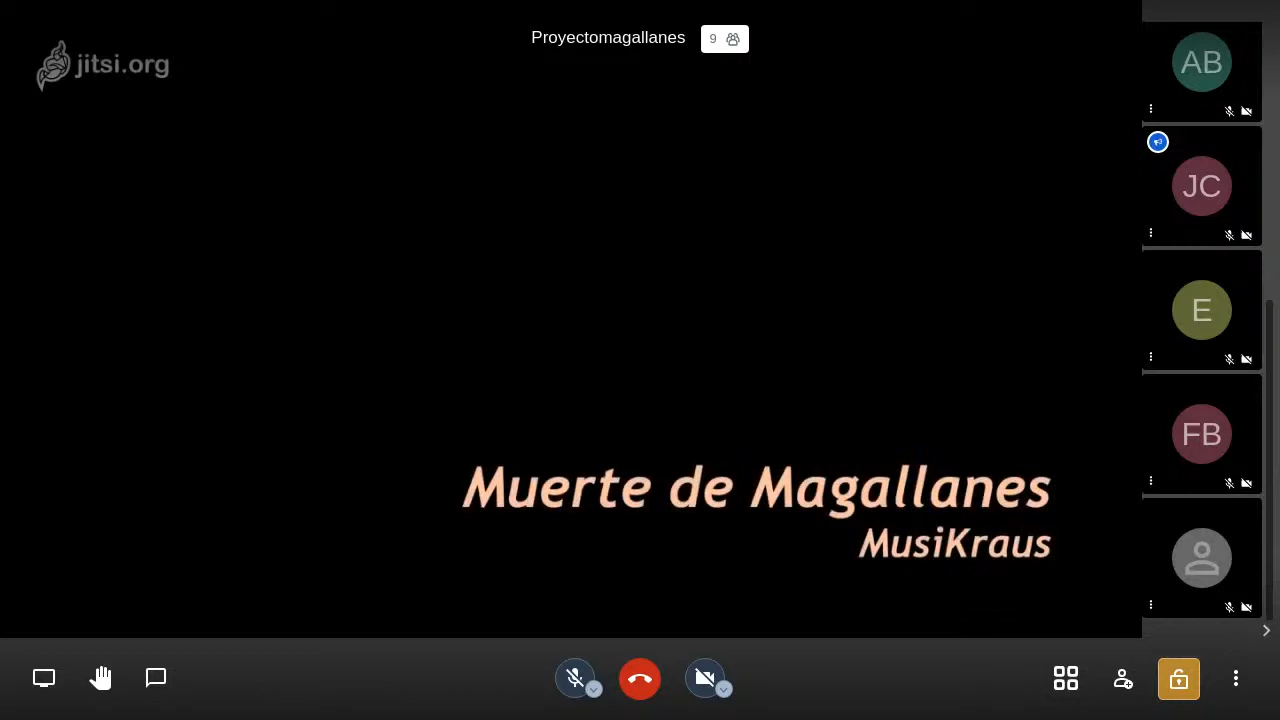 jitsi.org
Proyectomagallanes
9
AB
JC
E
FB
Muerte de Magallanes
MusiKraus